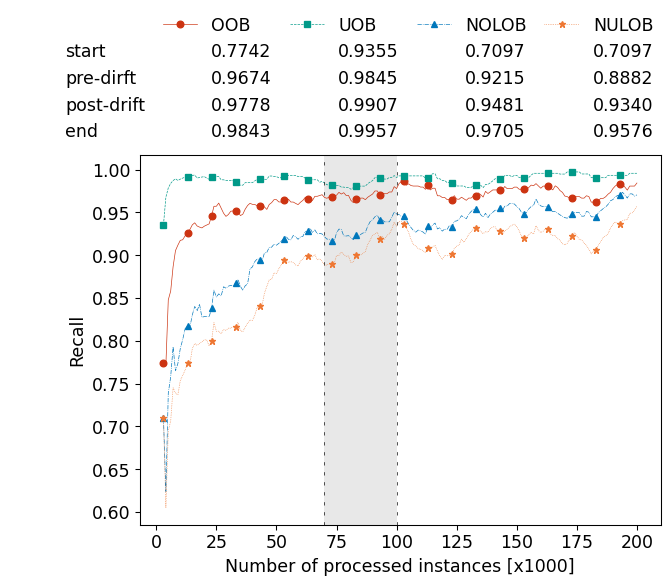 OOB UOB NOLOB NULOB
start 0.7742 0.9355 0.7097 0.7097
pre-dirft 0.9674 0.9845 0.9215 0.8882
post-drift 0.9778 0.9907 0.9481 0.9340
end 0.9843 0.9957 0.9705 0.9576
1.00
0.95
0.90
0.85
0.80
0.75
0.70
0.65
0.60
Recall
0 25 50 75 100 125 150 175 200
Number of processed instances [x1000]